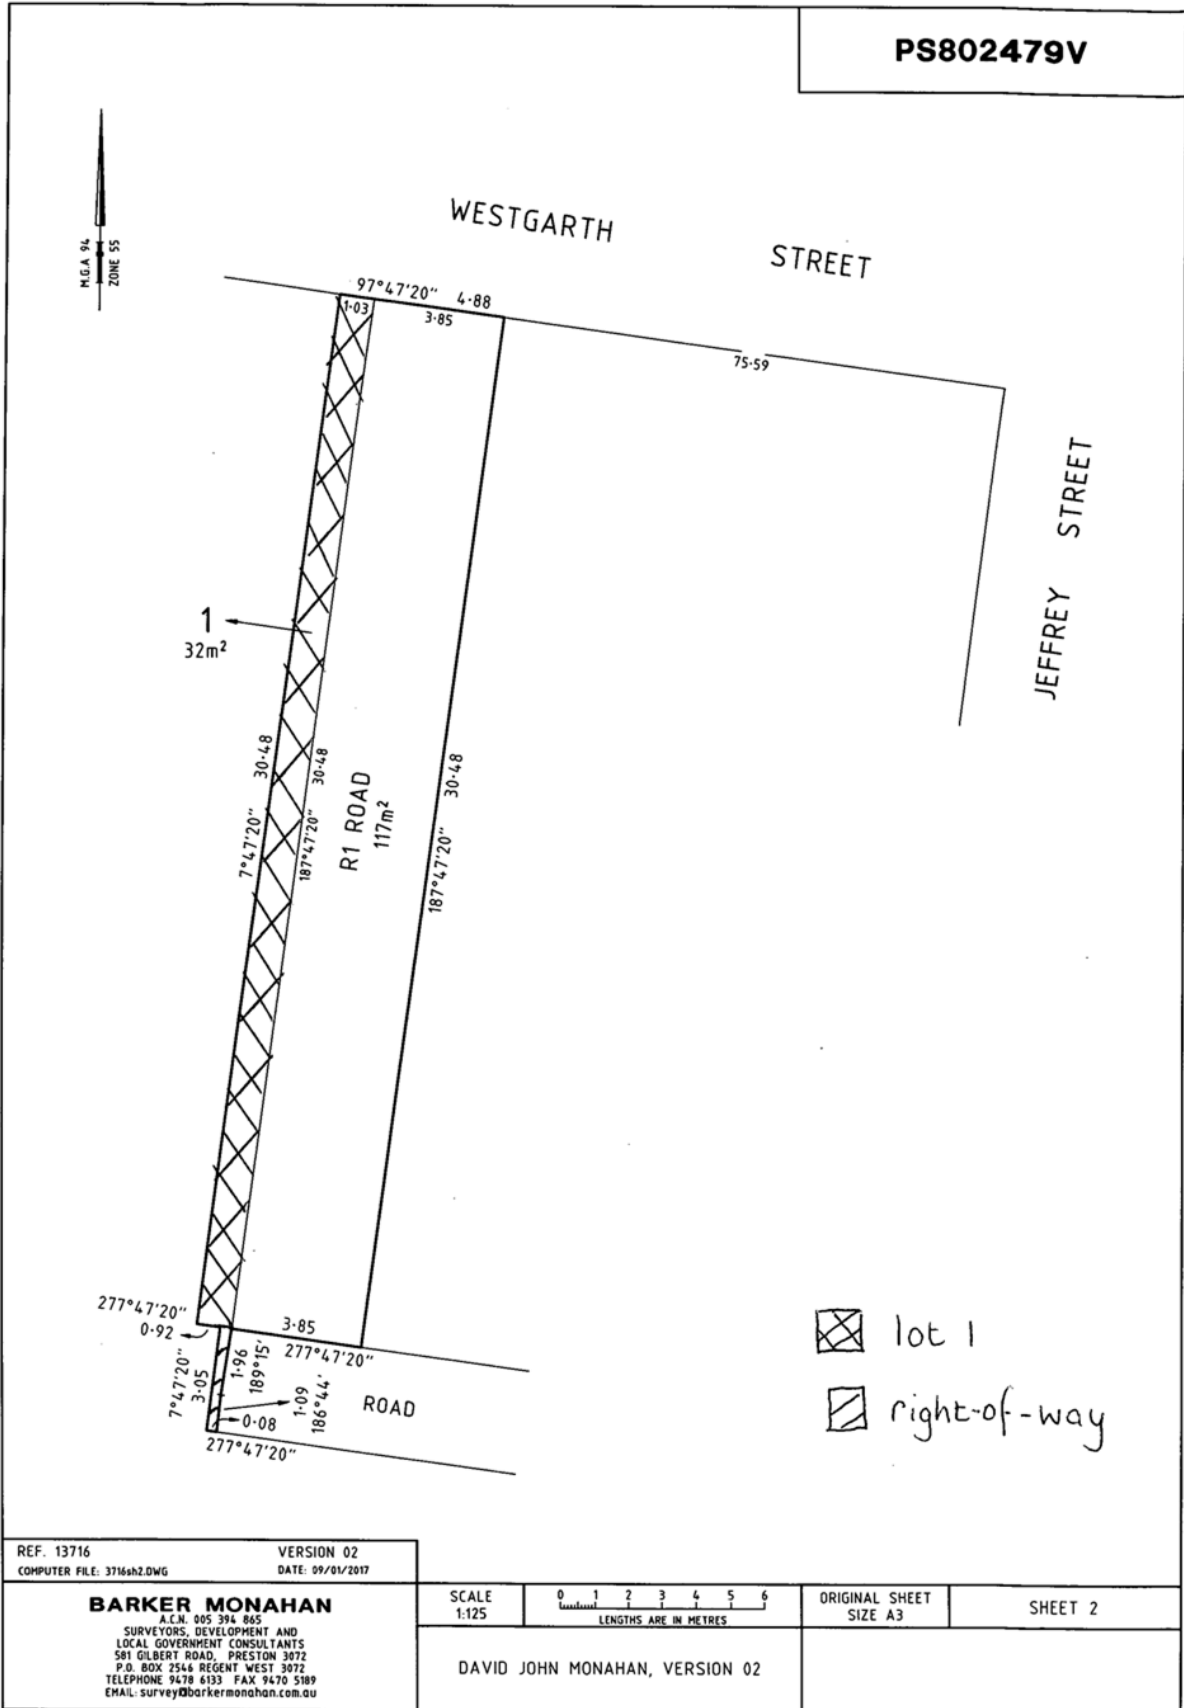 PS802479V
M.G.A 94
ZONE 55
WESTGARTH STREET
97°47'20" 4·88
1·03
3·85
75·59
JEFFREY STREET
1
32m²
30·48
7°47'20"
30·48
187°47'20"
R1 ROAD
117m²
30·48
187°47'20"
277°47'20"
0·92
3·85
277°47'20"
7°47'20"
3·05
1·96
189°15'
1·09
186°44'
0·08
277°47'20"
ROAD
lot 1
right-of-way
REF. 13716 VERSION 02
COMPUTER FILE: 3716sh2.DWG DATE: 09/01/2017
BARKER MONAHAN
A.C.N. 005 394 865
SURVEYORS, DEVELOPMENT AND
LOCAL GOVERNMENT CONSULTANTS
581 GILBERT ROAD, PRESTON 3072
P.O. BOX 2546 REGENT WEST 3072
TELEPHONE 9478 6133 FAX 9470 5189
EMAIL: survey@barkermonahan.com.au
SCALE
1:125
0 1 2 3 4 5 6
LENGTHS ARE IN METRES
ORIGINAL SHEET
SIZE A3
SHEET 2
DAVID JOHN MONAHAN, VERSION 02